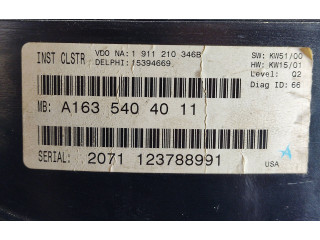 INST CLSTR VDO NA: 1 911 210 346B SW: KW51/00
DELPHI: 15394669 HW: KW15/01
Level: Q2
Diag ID: 66
MB: A163 540 40 11
SERIAL: 2071 123788991
USA